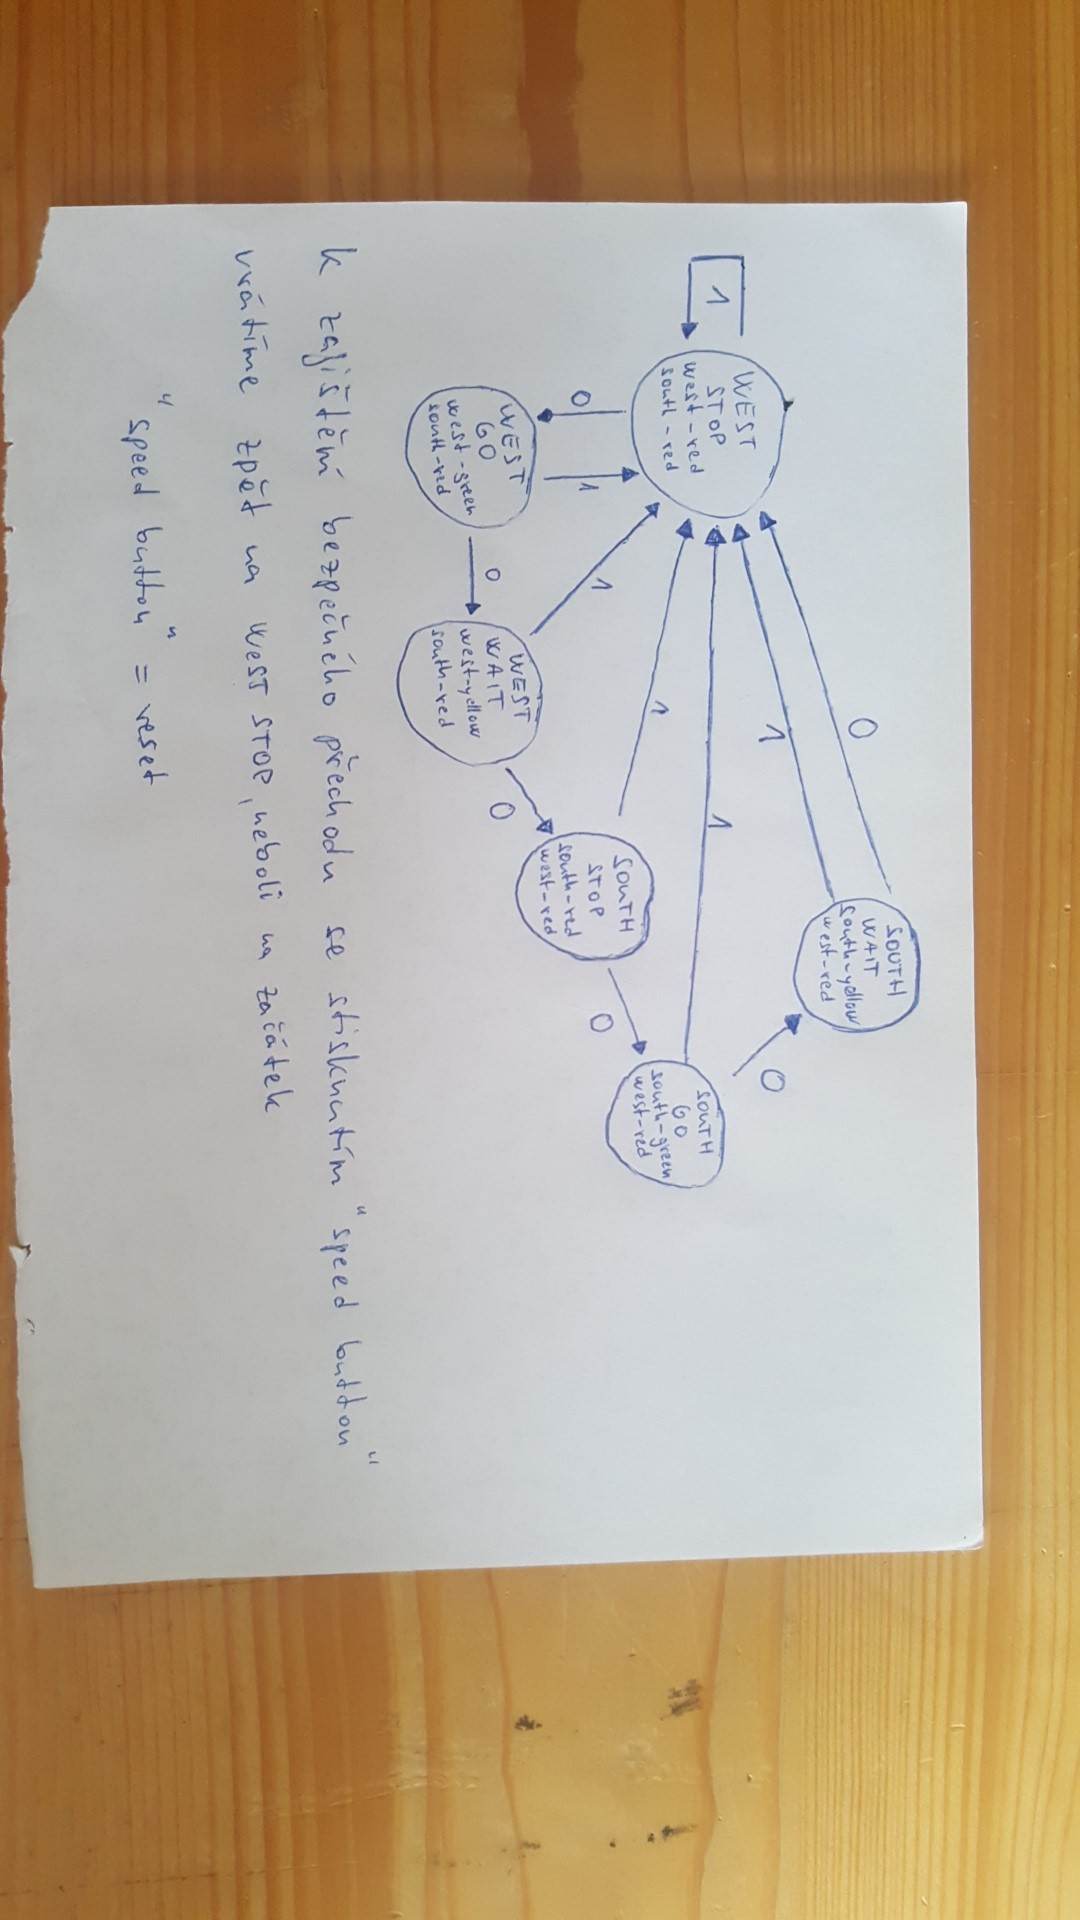 1
WEST
STOP
west-red
south-red
0
1
WEST
GO
west-green
south-red
0
WEST
WAIT
west-yellow
south-red
1
0
SOUTH
STOP
south-red
west-red
1
0
SOUTH
GO
south-green
west-red
1
0
SOUTH
WAIT
south-yellow
west-red
1
0
k zajištění bezpečného přechodu se stisknutím "speed button"
vrátíme zpět na WEST STOP, neboli na začátek
"speed button" = reset